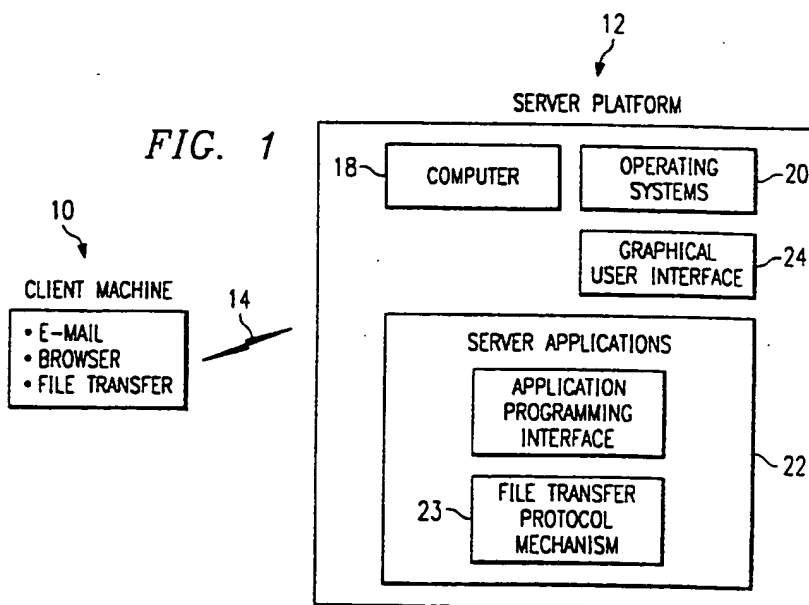 12
SERVER PLATFORM
FIG. 1
18
COMPUTER
OPERATING
SYSTEMS
20
10
GRAPHICAL
USER INTERFACE
24
CLIENT MACHINE
14
• E-MAIL
• BROWSER
• FILE TRANSFER
SERVER APPLICATIONS
APPLICATION
PROGRAMMING
INTERFACE
22
23
FILE TRANSFER
PROTOCOL
MECHANISM